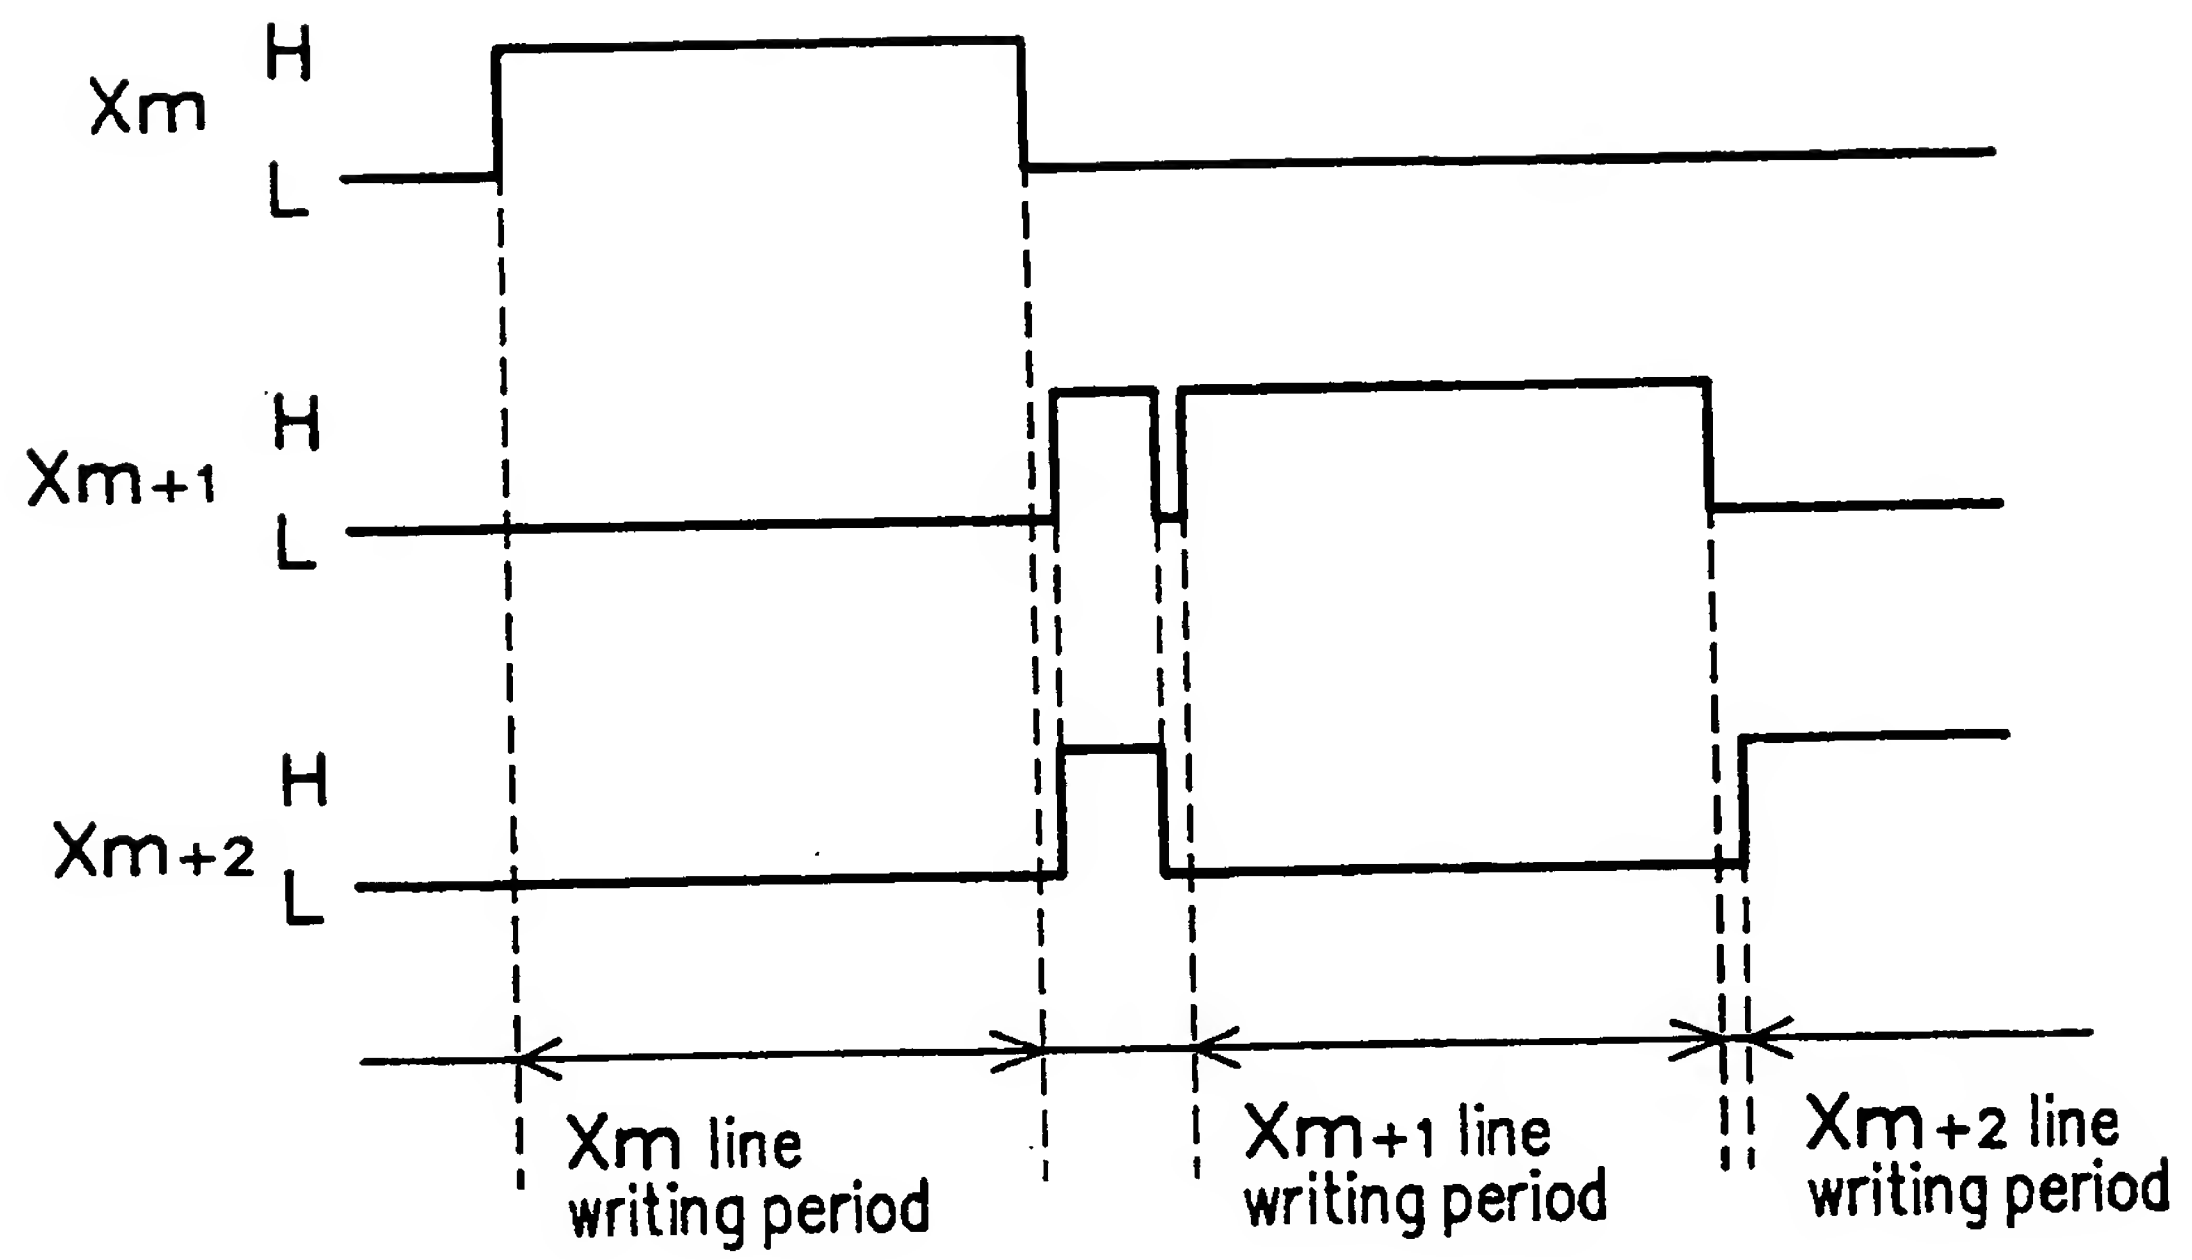 H
Xm
L
H
Xm+1
L
H
Xm+2
L
Xm line
writing period
Xm+1 line
writing period
Xm+2 line
writing period